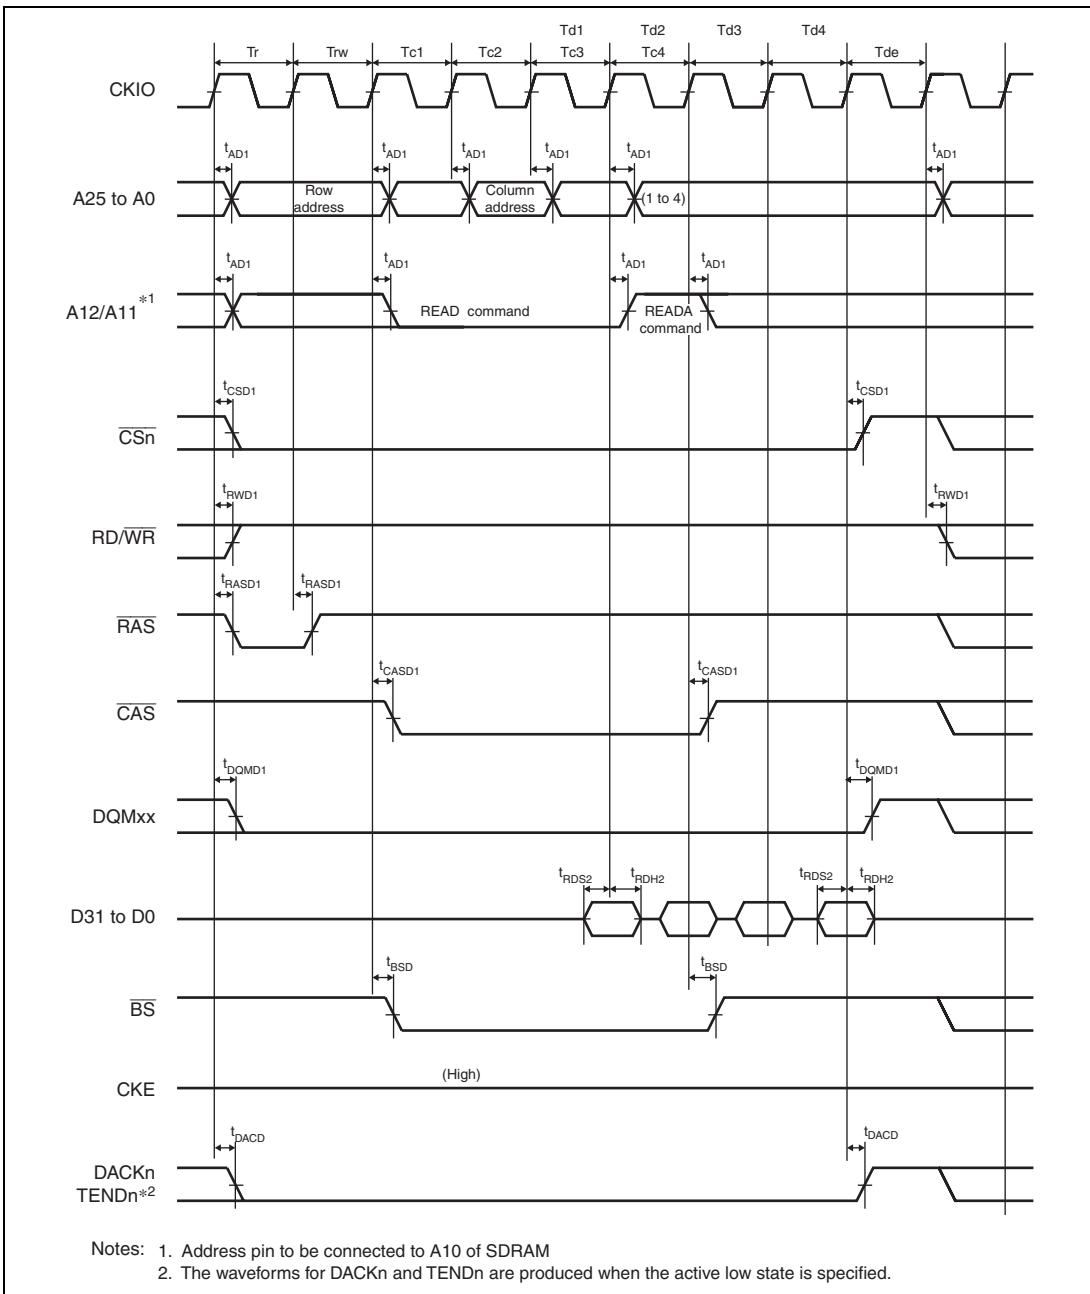 Td1 Td2 Td3 Td4
Tr Trw Tc1 Tc2 Tc3 Tc4 Tde
CKIO
tAD1 tAD1 tAD1 tAD1 tAD1 tAD1
A25 to A0
Row address
Column address
(1 to 4)
tAD1 tAD1 tAD1 tAD1
A12/A11*1
READ command
READA command
tCSD1 tCSD1
CSn
tRWD1 tRWD1
RD/WR
tRASD1 tRASD1
RAS
tCASD1 tCASD1
CAS
tDQMD1 tDQMD1
DQMxx
tRDS2 tRDH2 tRDS2 tRDH2
D31 to D0
tBSD tBSD
BS
(High)
CKE
tDACD tDACD
DACKn
TENDn*2
Notes: 1. Address pin to be connected to A10 of SDRAM
2. The waveforms for DACKn and TENDn are produced when the active low state is specified.